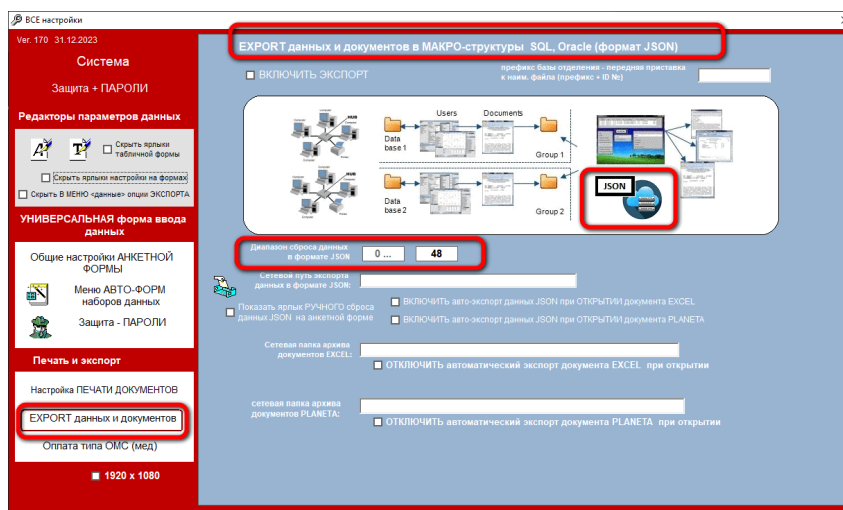 ВСЕ настройки
Ver. 170 31.12.2023
Система
Защита + ПАРОЛИ
Редакторы параметров данных
Скрыть ярлыки
табличной формы
Скрыть ярлыки настройки на формах
Скрыть В МЕНЮ «данные» опции ЭКСПОРТА
УНИВЕРСАЛЬНАЯ форма ввода
данных
Общие настройки АНКЕТНОЙ
ФОРМЫ
Меню АВТО-ФОРМ
наборов данных
Защита - ПАРОЛИ
Печать и экспорт
Настройка ПЕЧАТИ ДОКУМЕНТОВ
EXPORT данных и документов
Оплата типа ОМС (мед)
1920 x 1080
EXPORT данных и документов в МАКРО-структуры SQL, Oracle (формат JSON)
ВКЛЮЧИТЬ ЭКСПОРТ
префикс базы отделения - передняя приставка
к наим. файла (префикс + ID №)
HUB
Users
Documents
Data
base 1
Group 1
HUB
Data
base 2
Group 2
JSON
Диапазон сброса данных
в формате JSON
0 ...
48
Сетевой путь экспорта
данных в формате JSON:
Показать ярлык РУЧНОГО сброса
данных JSON на анкетной форме
ВКЛЮЧИТЬ авто-экспорт данных JSON при ОТКРЫТИИ документа EXCEL
ВКЛЮЧИТЬ авто-экспорт данных JSON при ОТКРЫТИИ документа PLANETA
Сетевая папка архива
документов EXCEL:
ОТКЛЮЧИТЬ автоматический экспорт документа EXCEL при открытии
сетевая папка архива
документов PLANETA:
ОТКЛЮЧИТЬ автоматический экспорт документа PLANETA при открытии